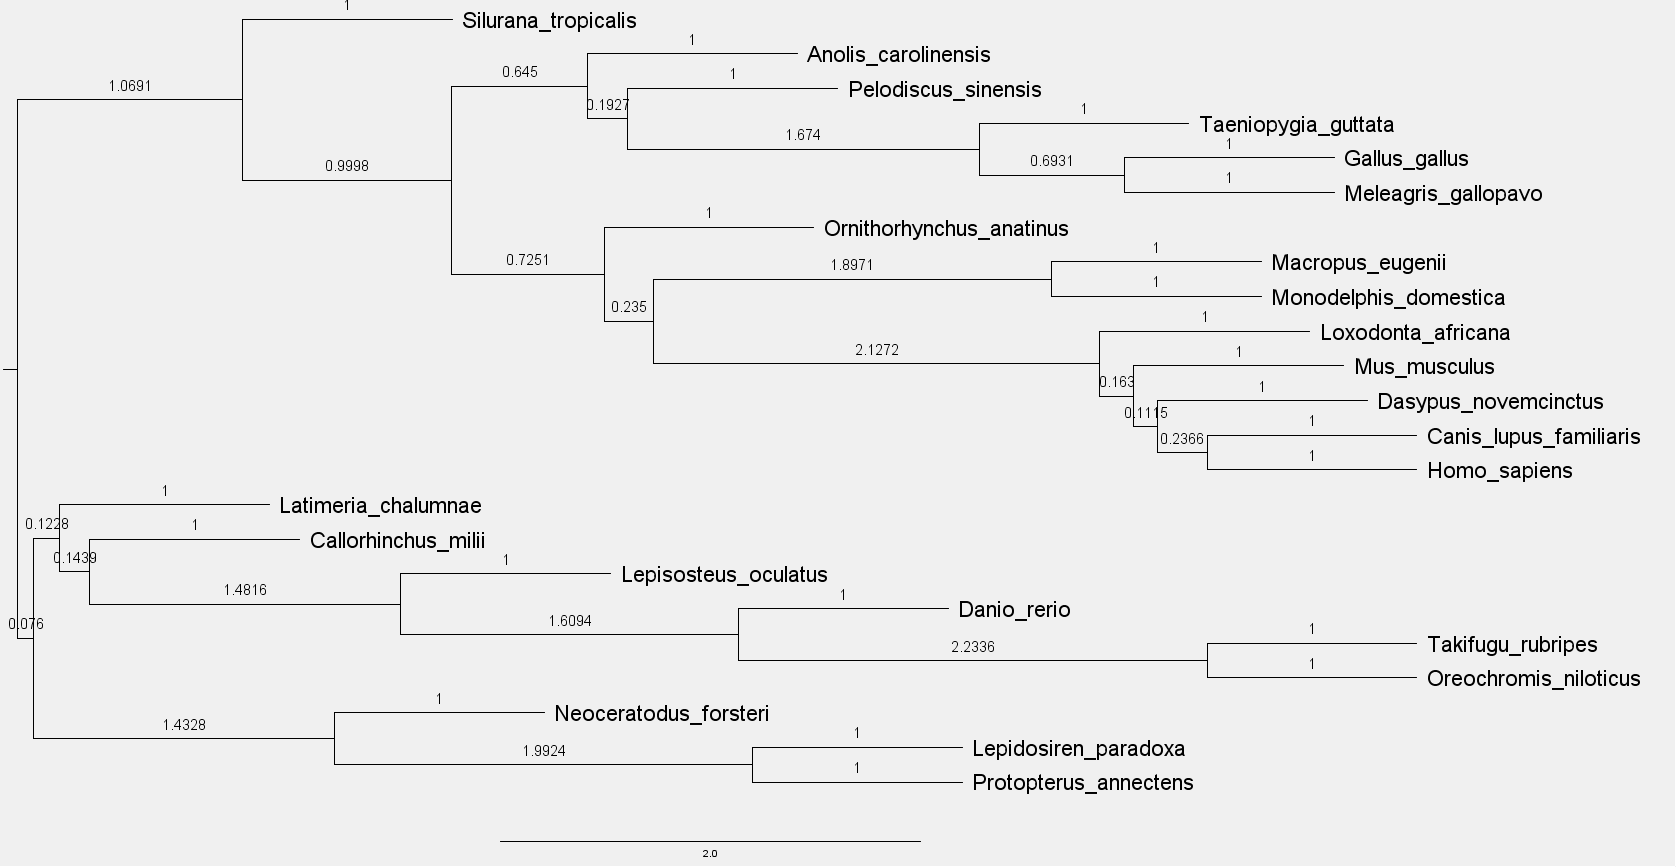 1
Silurana_tropicalis
1
Anolis_carolinensis
0.645
1.0691
1
Pelodiscus_sinensis
0.1927
1
Taeniopygia_guttata
1.674
1
Gallus_gallus
0.6931
0.9998
1
Meleagris_gallopavo
1
Ornithorhynchus_anatinus
0.7251
1
Macropus_eugenii
1.8971
1
Monodelphis_domestica
0.235
1
Loxodonta_africana
2.1272
1
Mus_musculus
0.163
1
Dasypus_novemcinctus
0.1115
1
Canis_lupus_familiaris
0.2366
1
Homo_sapiens
1
Latimeria_chalumnae
0.1228
1
Callorhinchus_milii
0.1439
1
Lepisosteus_oculatus
1.4816
1
Danio_rerio
1.6094
0.076
1
Takifugu_rubripes
2.2336
1
Oreochromis_niloticus
1
Neoceratodus_forsteri
1.4328
1
Lepidosiren_paradoxa
1.9924
1
Protopterus_annectens
2.0